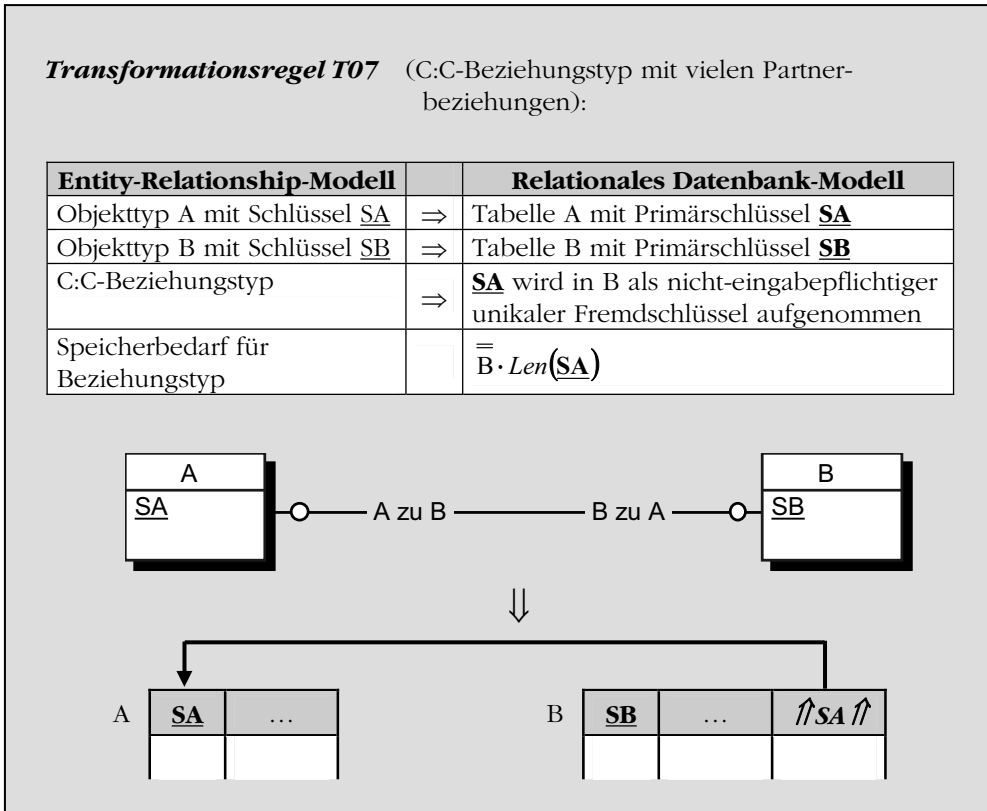 Transformationsregel T07 (C:C-Beziehungstyp mit vielen Partner-
beziehungen):
Entity-Relationship-Modell Relationales Datenbank-Modell
Objekttyp A mit Schlüssel SA ⇒ Tabelle A mit Primärschlüssel SA
Objekttyp B mit Schlüssel SB ⇒ Tabelle B mit Primärschlüssel SB
C:C-Beziehungstyp ⇒ SA wird in B als nicht-eingabepflichtiger
unikaler Fremdschlüssel aufgenommen
Speicherbedarf für
Beziehungstyp
B̿ · Len(SA)
A
SA
A zu B
B zu A
B
SB
⇓
A SA …
B SB … ⇑SA⇑